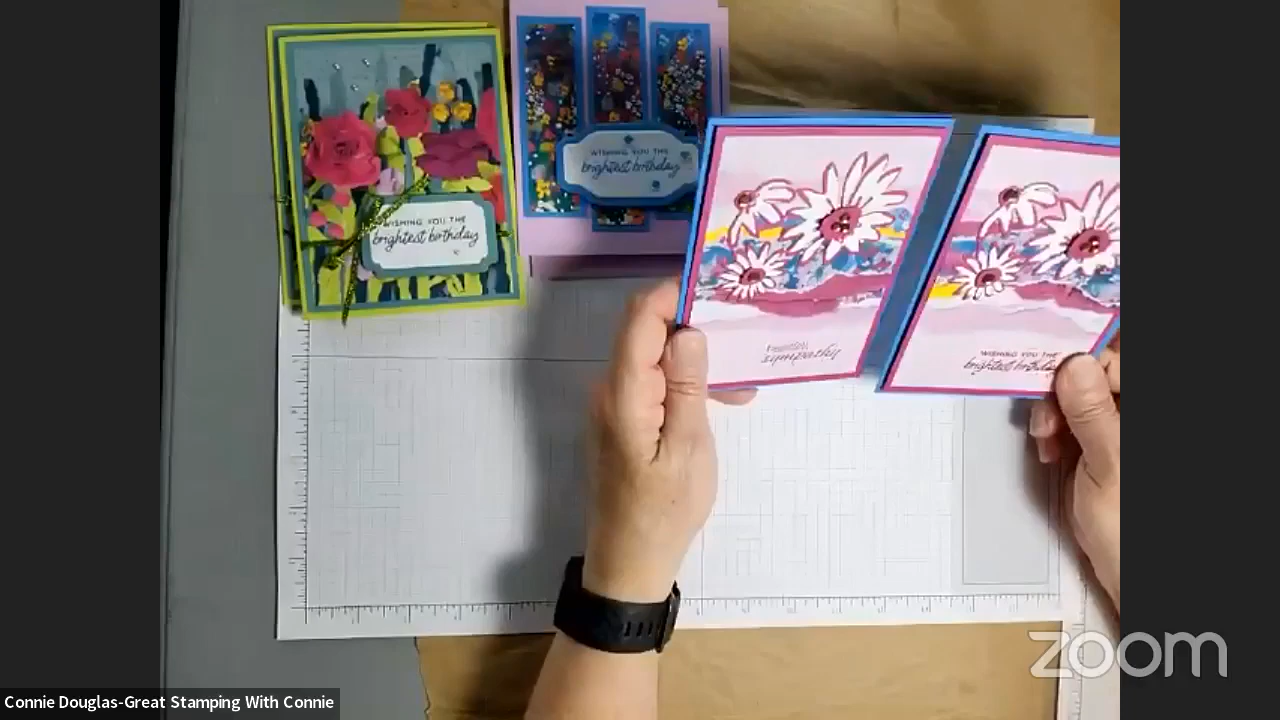 WISHING YOU THE
brightest birthday
WISHING YOU THE
brightest birthday
sympathy
WISHING YOU THE
brightest birthday
zoom
Connie Douglas-Great Stamping With Connie